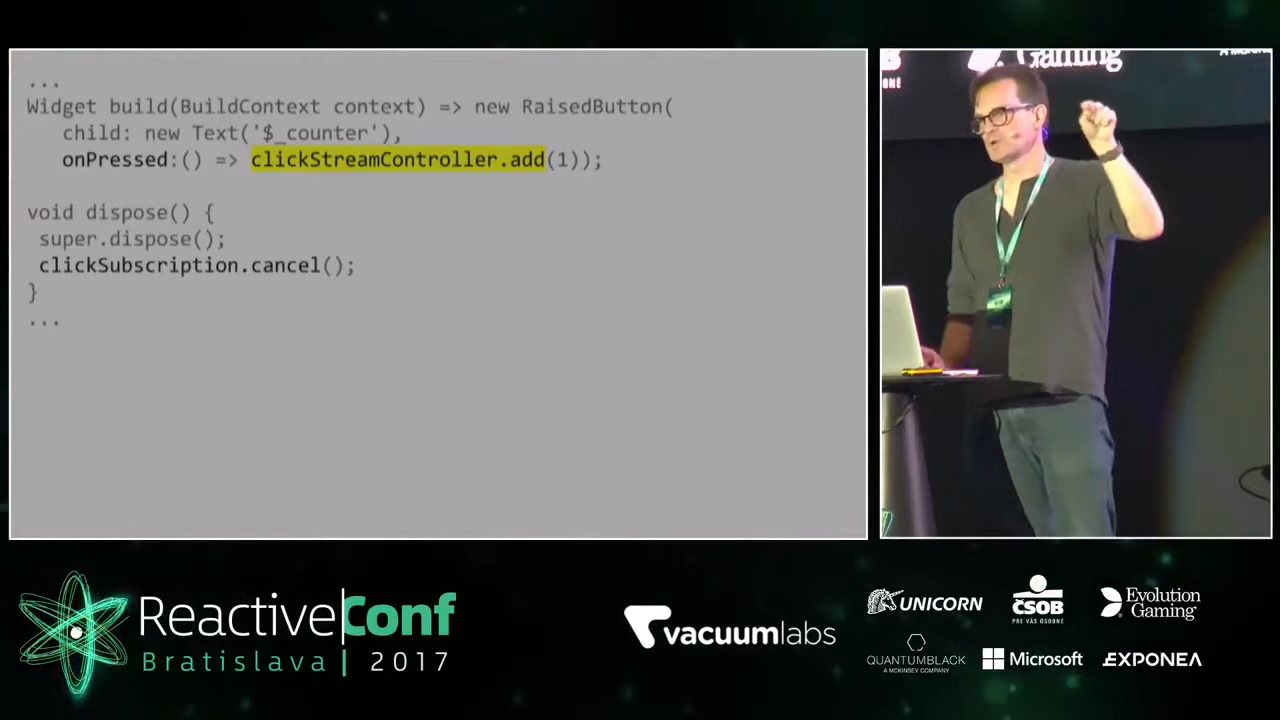 ...
Widget build(BuildContext context) => new RaisedButton(
child: new Text('$_counter'),
onPressed:() => clickStreamController.add(1));
void dispose() {
super.dispose();
clickSubscription.cancel();
}
...
Gaming
ReactiveConf
Bratislava | 2017
vacuumlabs
UNICORN
ČSOB
PRE VÁS OSOBNE
Evolution
Gaming
QUANTUMBLACK
A MCKINSEY COMPANY
Microsoft
EXPONEA